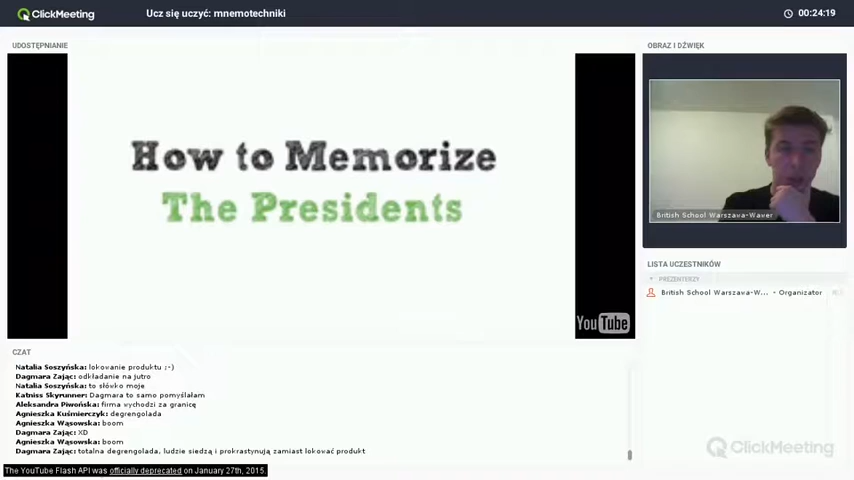 ClickMeeting
Ucz się uczyć: mnemotechniki
00:24:19
UDOSTĘPNIANIE
How to Memorize
The Presidents
YouTube
OBRAZ I DŹWIĘK
British School Warszawa-Wawer
LISTA UCZESTNIKÓW
PREZENTERZY
British School Warszawa-W... - Organizator
CZAT
Natalia Soszyńska: lokowanie produktu ;-)
Dagmara Zając: odkładanie na jutro
Natalia Soszyńska: to słówko moje
Katniss Skyrunner: Dagmara to samo pomyślałam
Aleksandra Piwońska: firma wychodzi za granicę
Agnieszka Kuśmierczyk: degrengolada
Agnieszka Wąsowska: boom
Dagmara Zając: XD
Agnieszka Wąsowska: boom
Dagmara Zając: totalna degrengolada, ludzie siedzą i prokrastynują zamiast lokować produkt
ClickMeeting
The YouTube Flash API was officially deprecated on January 27th, 2015.